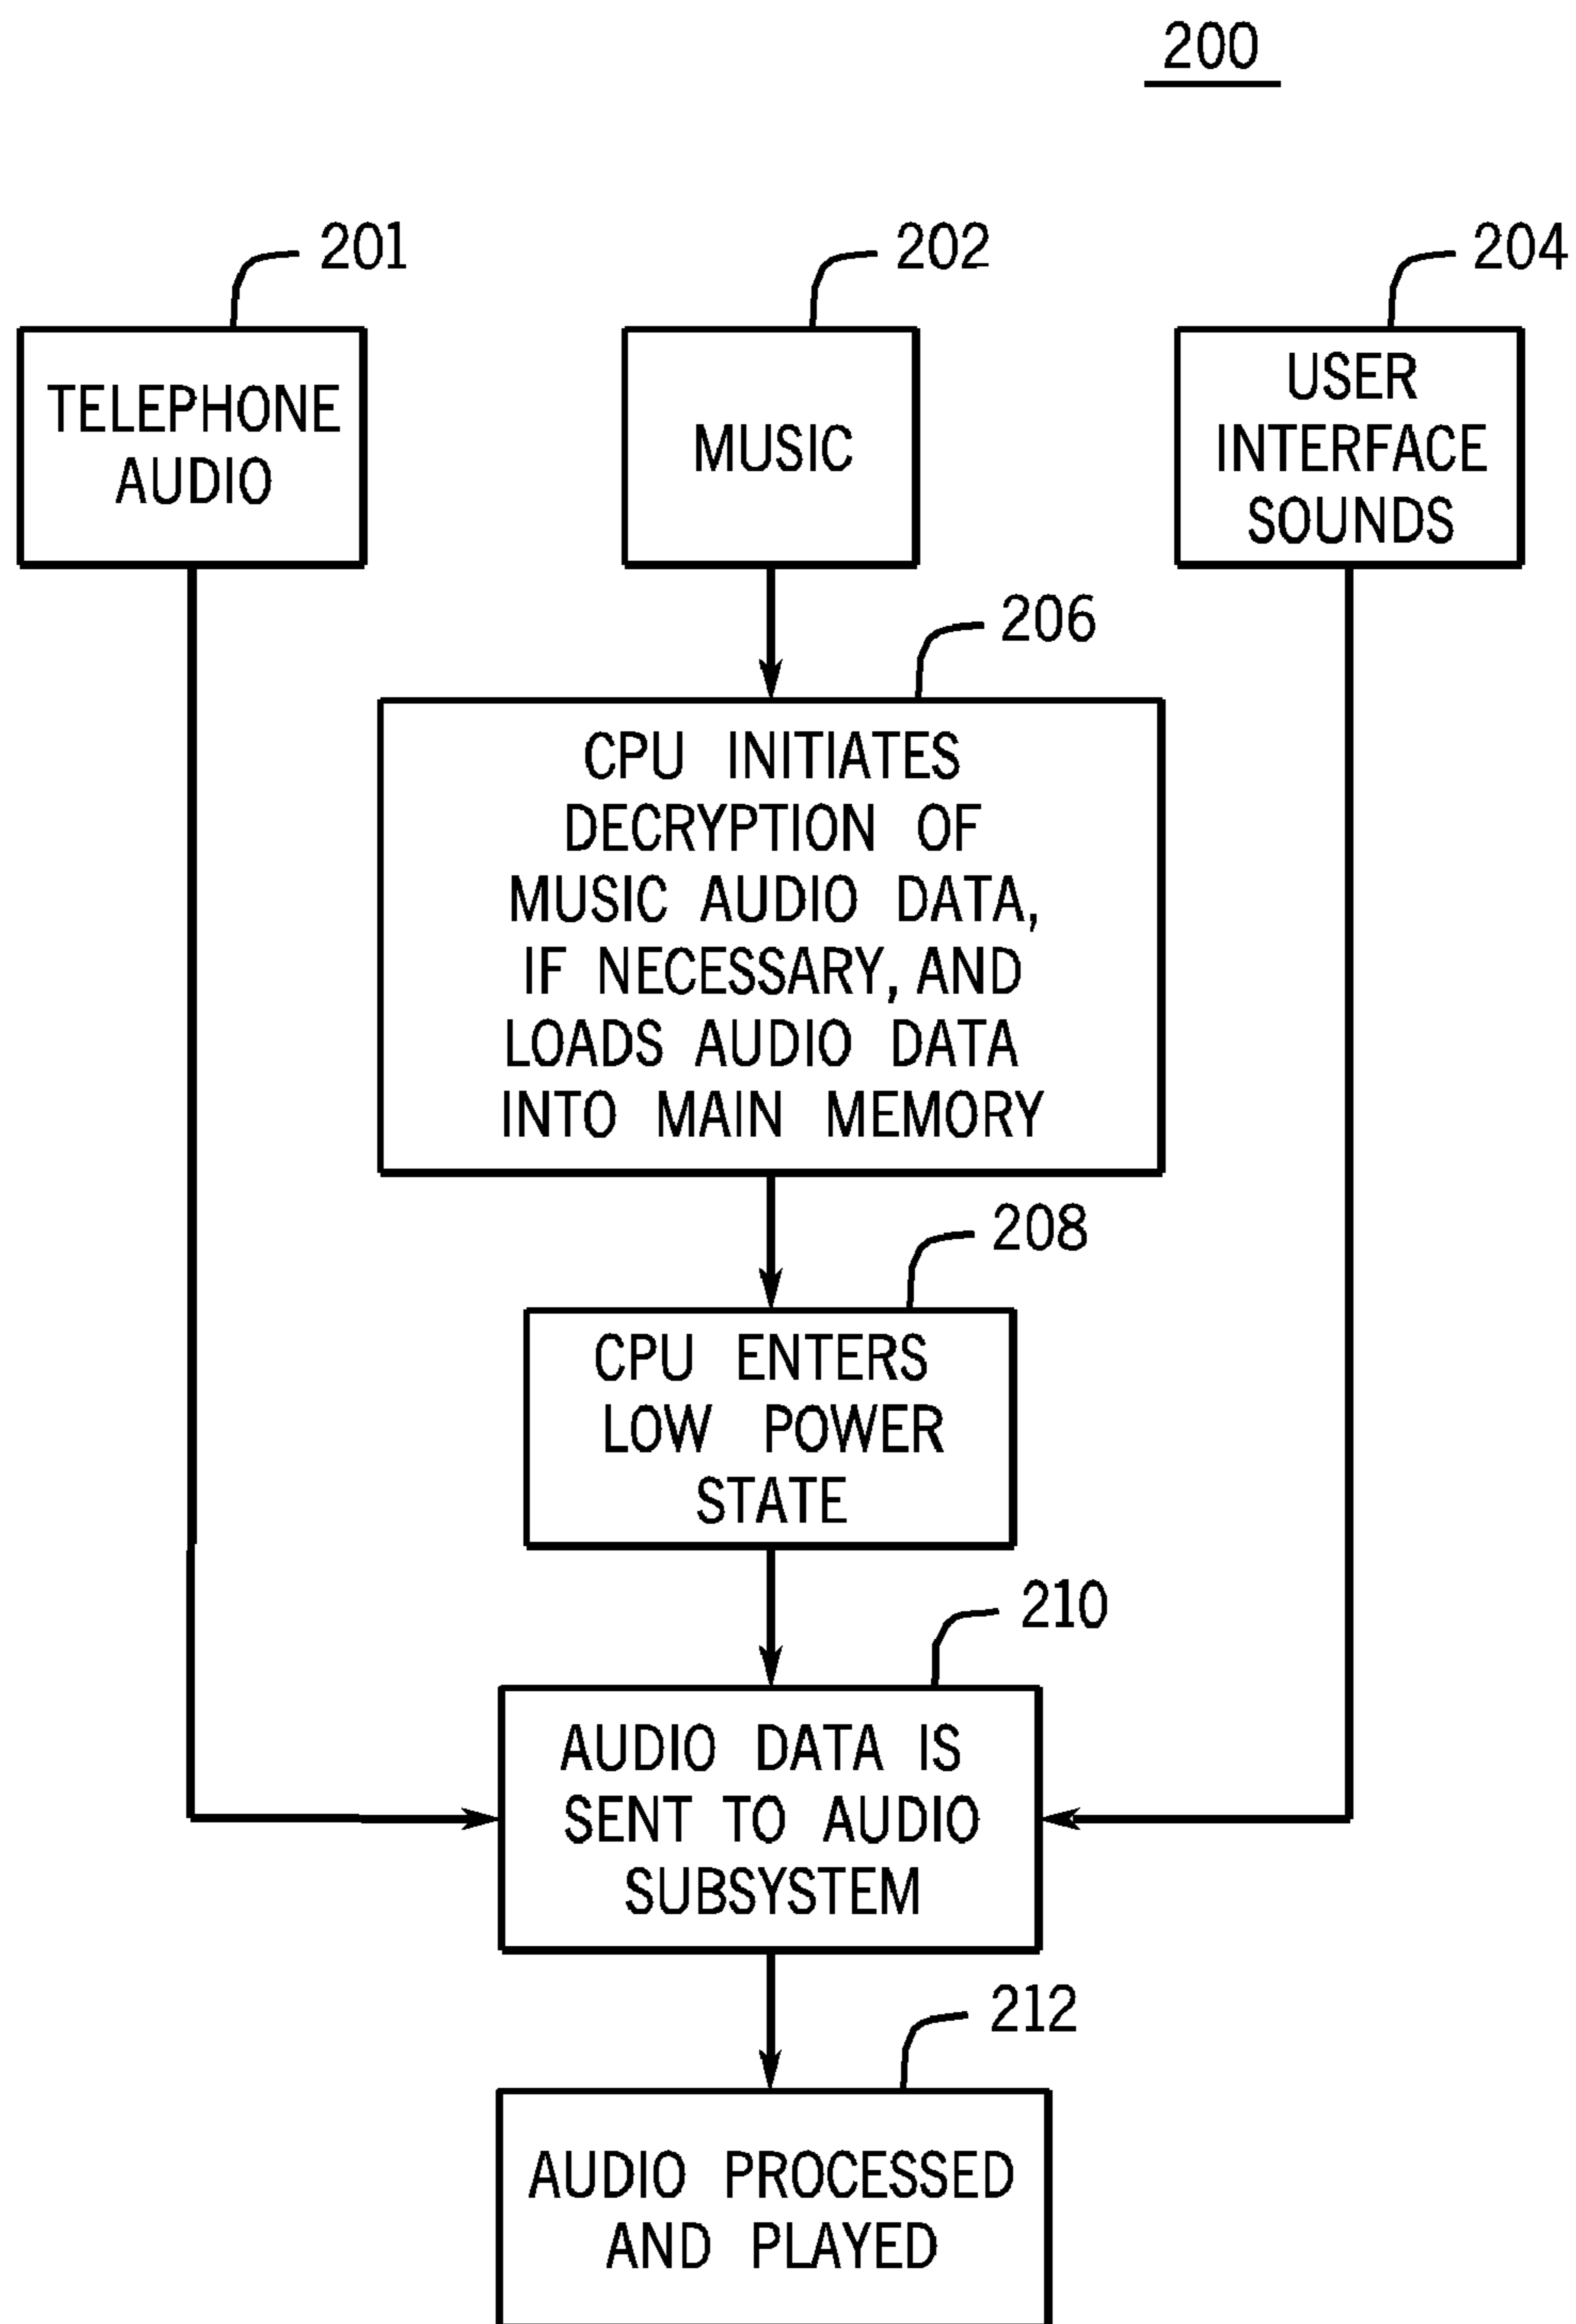 200
201
202
204
TELEPHONE
AUDIO
MUSIC
USER
INTERFACE
SOUNDS
206
CPU INITIATES
DECRYPTION OF
MUSIC AUDIO DATA,
IF NECESSARY, AND
LOADS AUDIO DATA
INTO MAIN MEMORY
208
CPU ENTERS
LOW POWER
STATE
210
AUDIO DATA IS
SENT TO AUDIO
SUBSYSTEM
212
AUDIO PROCESSED
AND PLAYED